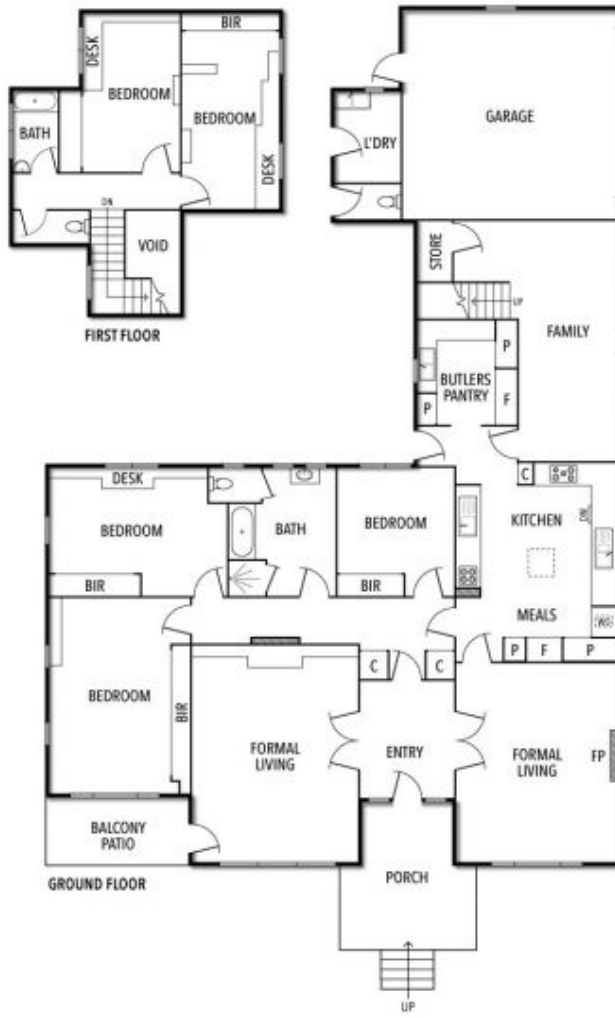 BIR
DESK
BEDROOM
BEDROOM
BATH
DESK
DN
VOID
FIRST FLOOR
GARAGE
L'DRY
STORE
UP
FAMILY
P
BUTLERS
PANTRY
P
F
C
DESK
KITCHEN
DW
BEDROOM
BATH
BEDROOM
BIR
BIR
MEALS
P
F
P
C
C
BEDROOM
BIR
FORMAL
LIVING
ENTRY
FORMAL
LIVING
FP
BALCONY
PATIO
PORCH
GROUND FLOOR
UP